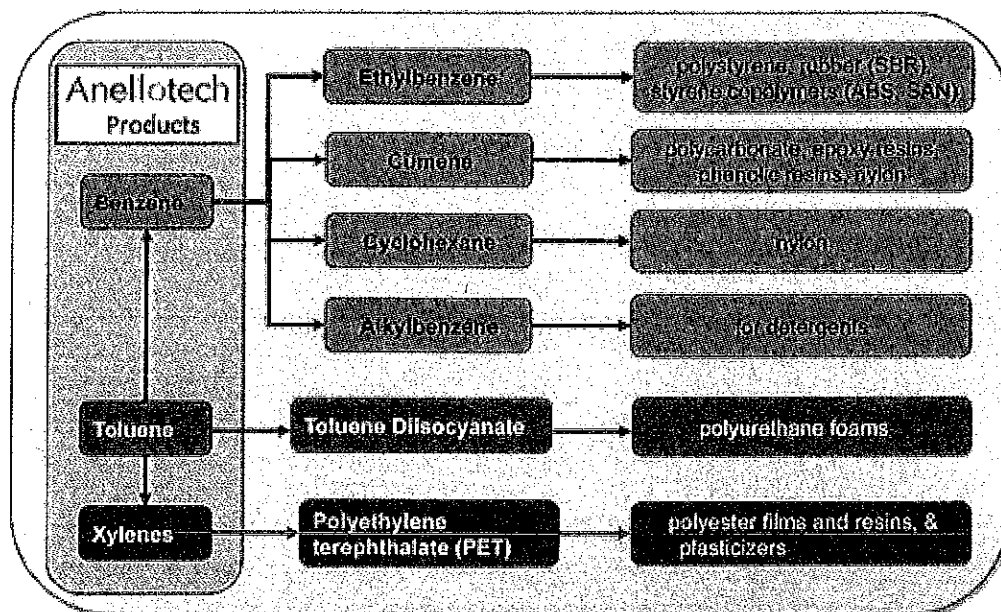 Anellotech
Products
Benzene
Toluene
Xylenes
Ethylbenzene
Cumene
Cyclohexane
Alkylbenzene
Toluene Diisocyanate
Polyethylene
terephthalate (PET)
polystyrene, rubber (SBR),
styrene copolymers (ABS, SAN)
polycarbonate, epoxy resins,
phenolic resins, nylon
nylon
for detergents
polyurethane foams
polyester films and resins, &
plasticizers